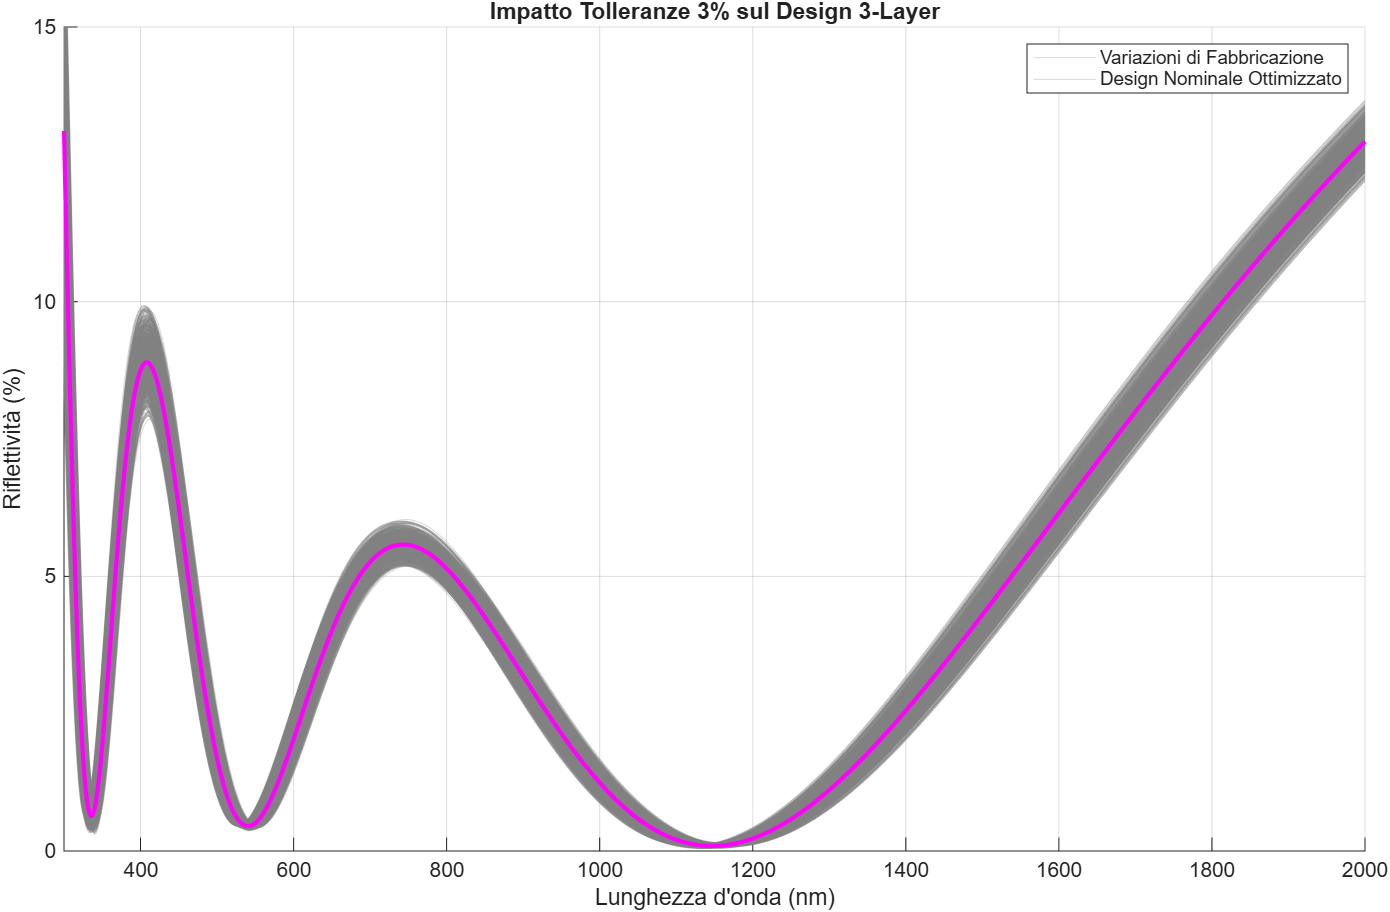 Impatto Tolleranze 3% sul Design 3-Layer
Variazioni di Fabbricazione
Design Nominale Ottimizzato
Riflettività (%)
15
10
5
0
400
600
800
1000
1200
1400
1600
1800
2000
Lunghezza d'onda (nm)